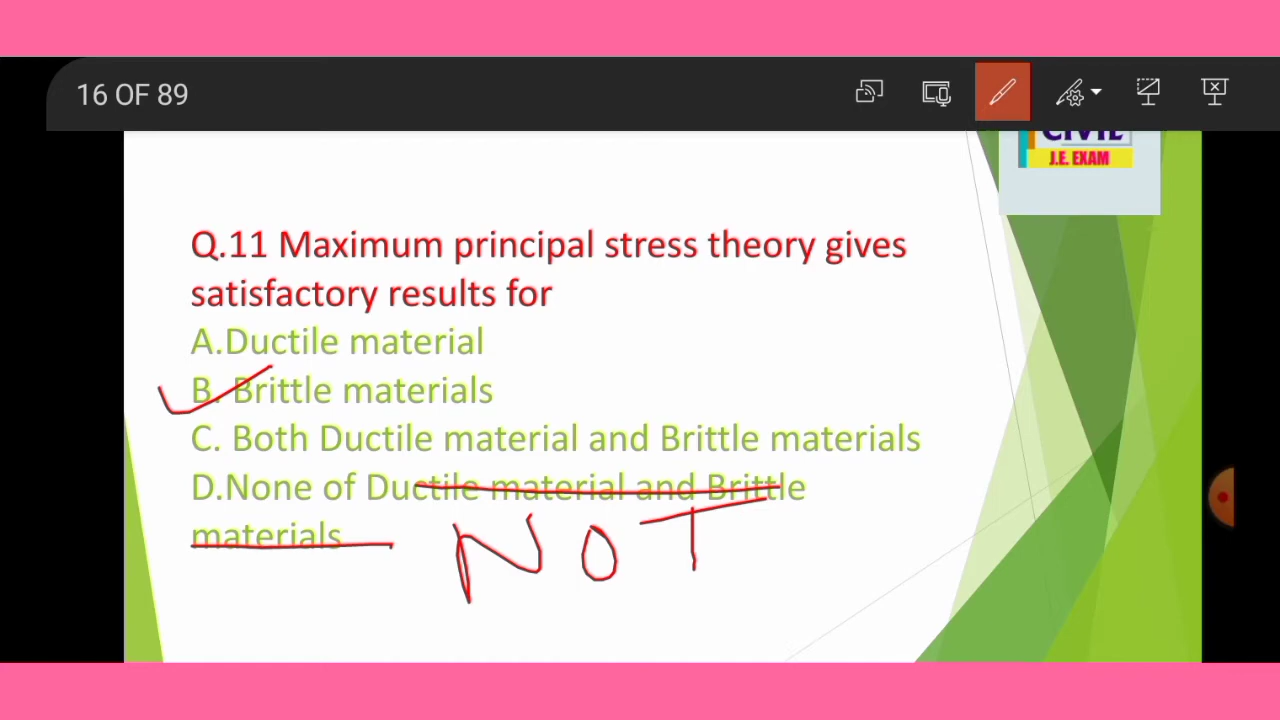 16 OF 89
CIVIL
J.E. EXAM
Q.11 Maximum principal stress theory gives
satisfactory results for
A.Ductile material
B. Brittle materials
C. Both Ductile material and Brittle materials
D.None of Ductile material and Brittle
materials
NOT